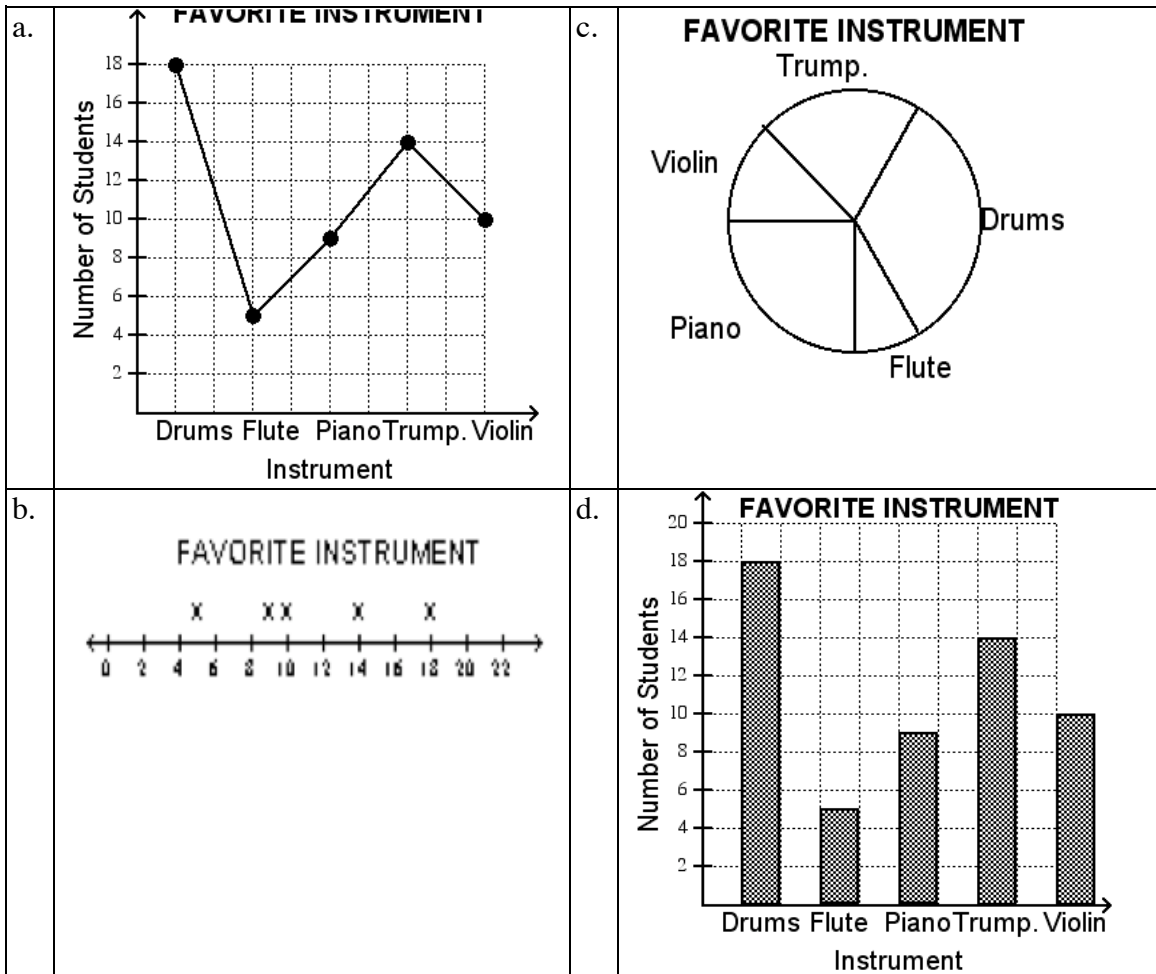 a.
FAVORITE INSTRUMENT
18
16
14
12
10
8
6
4
2
Number of Students
Drums Flute Piano Trump. Violin
Instrument
c.
FAVORITE INSTRUMENT
Trump.
Violin
Drums
Piano
Flute
b.
FAVORITE INSTRUMENT
X X X X X
0 2 4 6 8 10 12 14 16 18 20 22
d.
FAVORITE INSTRUMENT
20
18
16
14
12
10
8
6
4
2
Number of Students
Drums Flute Piano Trump. Violin
Instrument